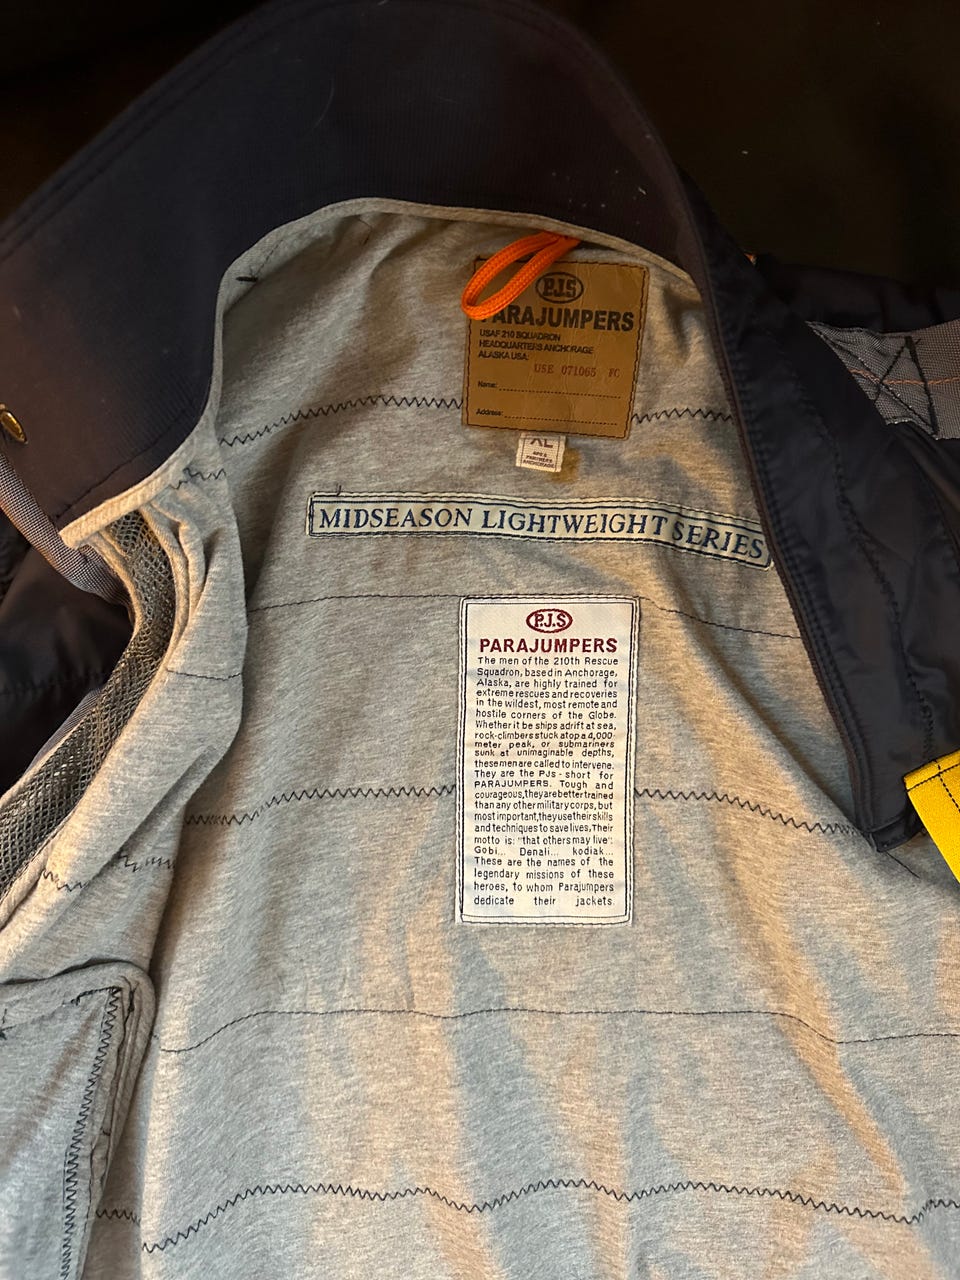 P.J.S
PARAJUMPERS
USAF 210 SQUADRON
HEADQUARTERS ANCHORAGE
ALASKA USA:
USE 071065 FC
Name:
Address:
XL
APE &
PARTNERS
ANCHORAGE
MIDSEASON LIGHTWEIGHT SERIES
P.J.S
PARAJUMPERS
The men of the 210th Rescue
Squadron, based in Anchorage,
Alaska, are highly trained for
extreme rescues and recoveries
in the wildest, most remote and
hostile corners of the Globe.
Whether it be ships adrift at sea,
rock-climbers stuck atop a 4,000-
meter peak, or submariners
sunk at unimaginable depths,
these men are called to intervene.
They are the PJs - short for
PARAJUMPERS. Tough and
courageous, they are better trained
than any other military corps, but
most important, they use their skills
and techniques to save lives, Their
motto is: "that others may live":
Gobi... Denali... kodiak...
These are the names of the
legendary missions of these
heroes, to whom Parajumpers
dedicate their jackets.